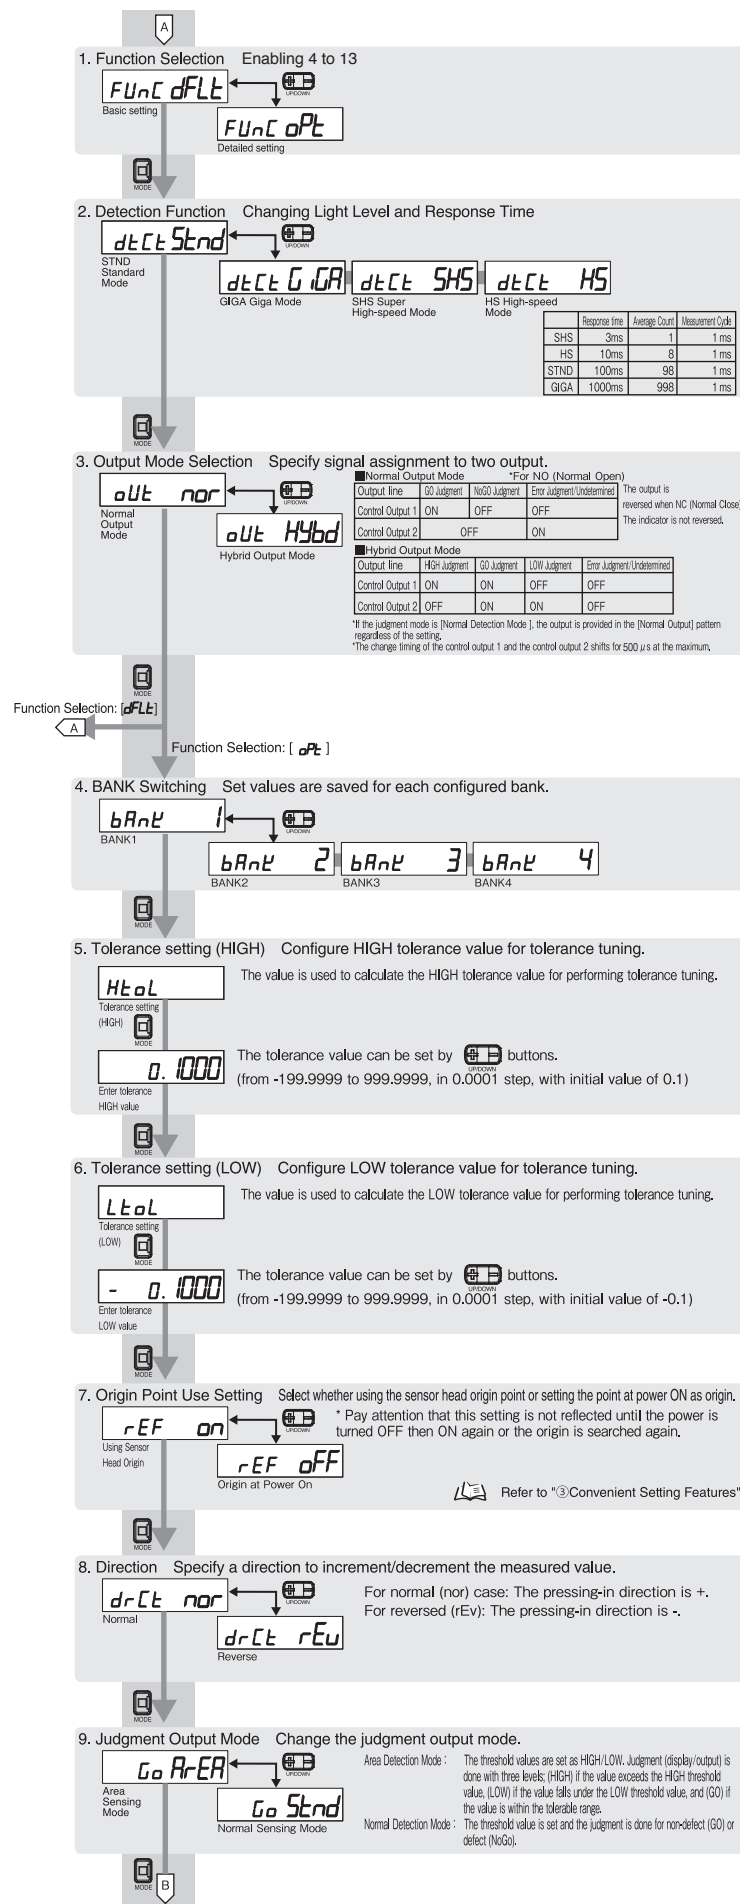 A
1. Function Selection Enabling 4 to 13
FUnC dFLt
UP/DOWN
Basic setting
FUnC oPt
Detailed setting
MODE
2. Detection Function Changing Light Level and Response Time
dtCt Stnd
UP/DOWN
STND
Standard
Mode
dtCt GiGA dtCt SHS dtCt HS
GIGA Giga Mode
SHS Super
High-speed Mode
HS High-speed
Mode
Response time Average Count Measurement Cycle
SHS 3ms 1 1 ms
HS 10ms 8 1 ms
STND 100ms 98 1 ms
GIGA 1000ms 998 1 ms
MODE
3. Output Mode Selection Specify signal assignment to two output.
oUt nor
UP/DOWN
Normal
Output
Mode
oUt HYbd
Hybrid Output Mode
■Normal Output Mode *For NO (Normal Open)
Output line GO Judgment NoGO Judgment Error Judgment/Undetermined
Control Output 1 ON OFF OFF
Control Output 2 OFF ON
The output is
reversed when NC (Normal Close)
The indicator is not reversed.
■Hybrid Output Mode
Output line HIGH Judgment GO Judgment LOW Judgment Error Judgment/Undetermined
Control Output 1 ON ON OFF OFF
Control Output 2 OFF ON ON OFF
*If the judgment mode is [Normal Detection Mode ], the output is provided in the [Normal Output] pattern
regardless of the setting.
*The change timing of the control output 1 and the control output 2 shifts for 500 μs at the maximum.
MODE
Function Selection: [dFLt]
A
Function Selection: [ oPt ]
4. BANK Switching Set values are saved for each configured bank.
bAnk 1
UP/DOWN
BANK1
bAnk 2 bAnk 3 bAnk 4
BANK2 BANK3 BANK4
MODE
5. Tolerance setting (HIGH) Configure HIGH tolerance value for tolerance tuning.
HtoL
The value is used to calculate the HIGH tolerance value for performing tolerance tuning.
Tolerance setting
(HIGH)
MODE
0.1000
The tolerance value can be set by buttons.
UP/DOWN
(from -199.9999 to 999.9999, in 0.0001 step, with initial value of 0.1)
Enter tolerance
HIGH value
MODE
6. Tolerance setting (LOW) Configure LOW tolerance value for tolerance tuning.
LtoL
The value is used to calculate the LOW tolerance value for performing tolerance tuning.
Tolerance setting
(LOW)
MODE
- 0.1000
The tolerance value can be set by buttons.
UP/DOWN
(from -199.9999 to 999.9999, in 0.0001 step, with initial value of -0.1)
Enter tolerance
LOW value
MODE
7. Origin Point Use Setting Select whether using the sensor head origin point or setting the point at power ON as origin.
rEF on
UP/DOWN
Using Sensor
Head Origin
* Pay attention that this setting is not reflected until the power is
turned OFF then ON again or the origin is searched again.
rEF oFF
Origin at Power On
Refer to "③Convenient Setting Features"
MODE
8. Direction Specify a direction to increment/decrement the measured value.
drCt nor
UP/DOWN
Normal
For normal (nor) case: The pressing-in direction is +.
For reversed (rEv): The pressing-in direction is -.
drCt rEv
Reverse
MODE
9. Judgment Output Mode Change the judgment output mode.
Go ArEA
UP/DOWN
Area
Sensing
Mode
Go Stnd
Normal Sensing Mode
Area Detection Mode : The threshold values are set as HIGH/LOW. Judgment (display/output) is
done with three levels; (HIGH) if the value exceeds the HIGH threshold
value, (LOW) if the value falls under the LOW threshold value, and (GO) if
the value is within the tolerable range.
Normal Detection Mode : The threshold value is set and the judgment is done for non-defect (GO) or
defect (NoGo).
MODE
B